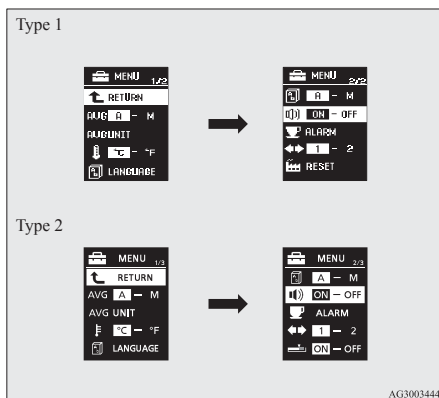 Type 1
MENU 1/2
RETURN
AVG A - M
AVG UNIT
°C - °F
LANGUAGE
MENU 2/2
A - M
ON - OFF
ALARM
1 - 2
RESET
Type 2
MENU 1/3
RETURN
AVG A - M
AVG UNIT
°C - °F
LANGUAGE
MENU 2/3
A - M
ON - OFF
ALARM
1 - 2
ON - OFF
AG3003444